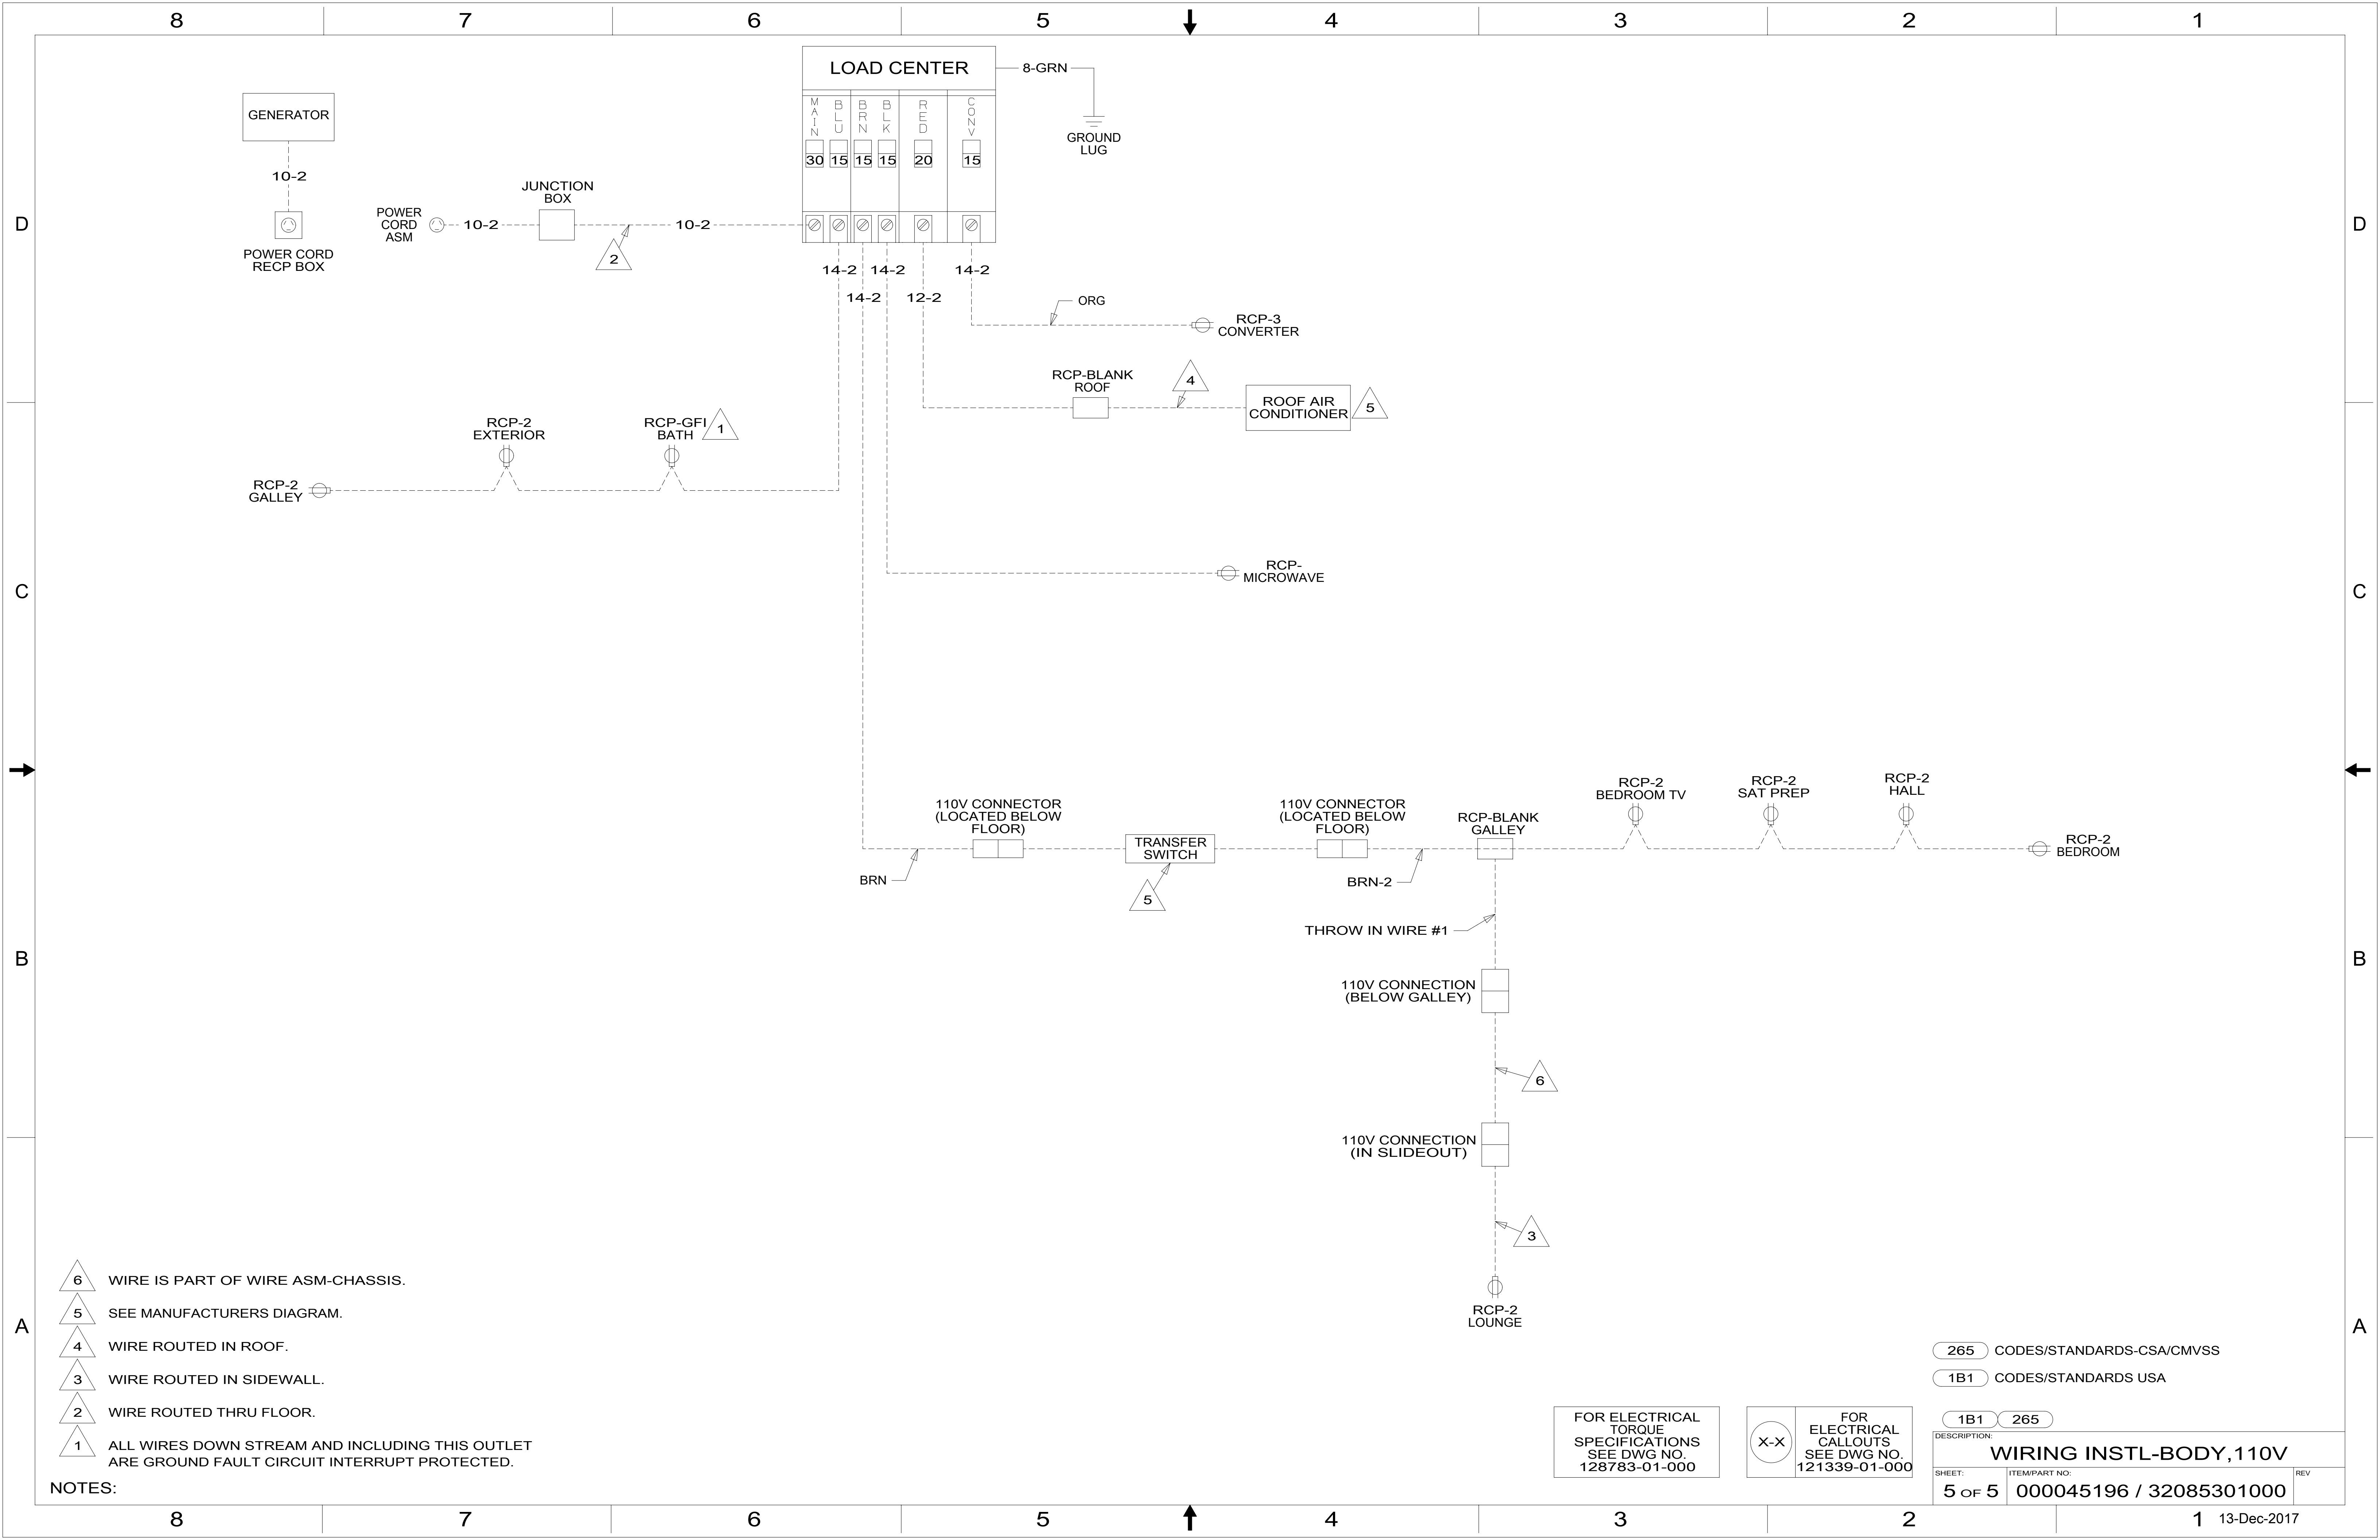 8 7 6 5 4 3 2 1
LOAD CENTER
8-GRN
GROUND
LUG
MAIN BLU BRN BLK RED CONV
30 15 15 15 20 15
GENERATOR
10-2
POWER CORD
RECP BOX
POWER
CORD
ASM
10-2
JUNCTION
BOX
10-2
2
D
D
14-2 14-2 14-2
14-2 12-2
ORG
RCP-3
CONVERTER
RCP-BLANK
ROOF
4
ROOF AIR
CONDITIONER
5
RCP-2
EXTERIOR
RCP-GFI
BATH
1
RCP-2
GALLEY
C
C
RCP-
MICROWAVE
110V CONNECTOR
(LOCATED BELOW
FLOOR)
TRANSFER
SWITCH
5
BRN
110V CONNECTOR
(LOCATED BELOW
FLOOR)
BRN-2
RCP-BLANK
GALLEY
RCP-2
BEDROOM TV
RCP-2
SAT PREP
RCP-2
HALL
RCP-2
BEDROOM
THROW IN WIRE #1
B
B
110V CONNECTION
(BELOW GALLEY)
6
110V CONNECTION
(IN SLIDEOUT)
3
RCP-2
LOUNGE
A
A
6 WIRE IS PART OF WIRE ASM-CHASSIS.
5 SEE MANUFACTURERS DIAGRAM.
4 WIRE ROUTED IN ROOF.
3 WIRE ROUTED IN SIDEWALL.
2 WIRE ROUTED THRU FLOOR.
1 ALL WIRES DOWN STREAM AND INCLUDING THIS OUTLET
ARE GROUND FAULT CIRCUIT INTERRUPT PROTECTED.
NOTES:
265 CODES/STANDARDS-CSA/CMVSS
1B1 CODES/STANDARDS USA
FOR ELECTRICAL
TORQUE
SPECIFICATIONS
SEE DWG NO.
128783-01-000
X-X
FOR
ELECTRICAL
CALLOUTS
SEE DWG NO.
121339-01-000
1B1 265
DESCRIPTION:
WIRING INSTL-BODY,110V
SHEET: ITEM/PART NO: REV
5 OF 5 000045196 / 32085301000
8 7 6 5 4 3 2 1
13-Dec-2017